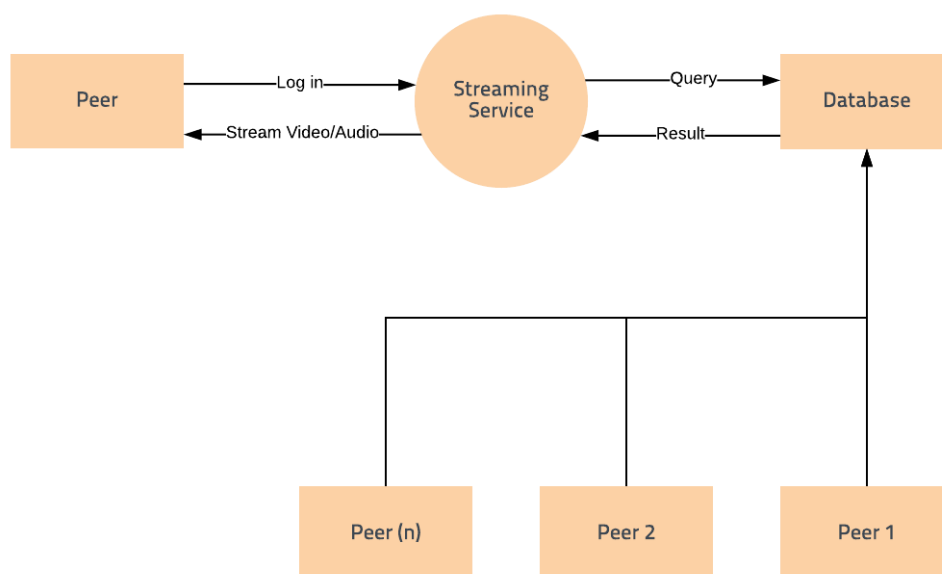 Peer
Log in
Stream Video/Audio
Streaming
Service
Query
Result
Database
Peer (n)
Peer 2
Peer 1